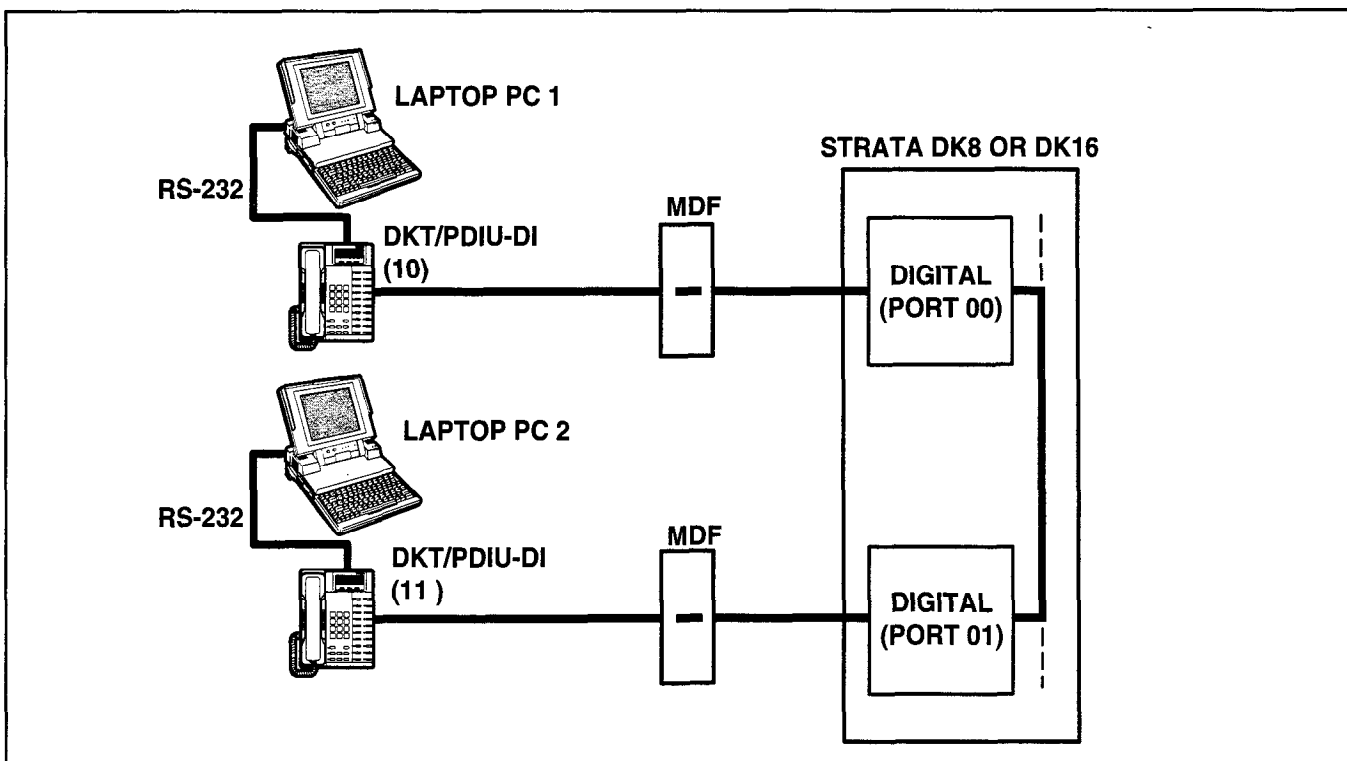 LAPTOP PC 1
STRATA DK8 OR DK16
RS-232
MDF
DKT/PDIU-DI
(10)
DIGITAL
(PORT 00)
LAPTOP PC 2
RS-232
MDF
DKT/PDIU-DI
(11 )
DIGITAL
(PORT 01)